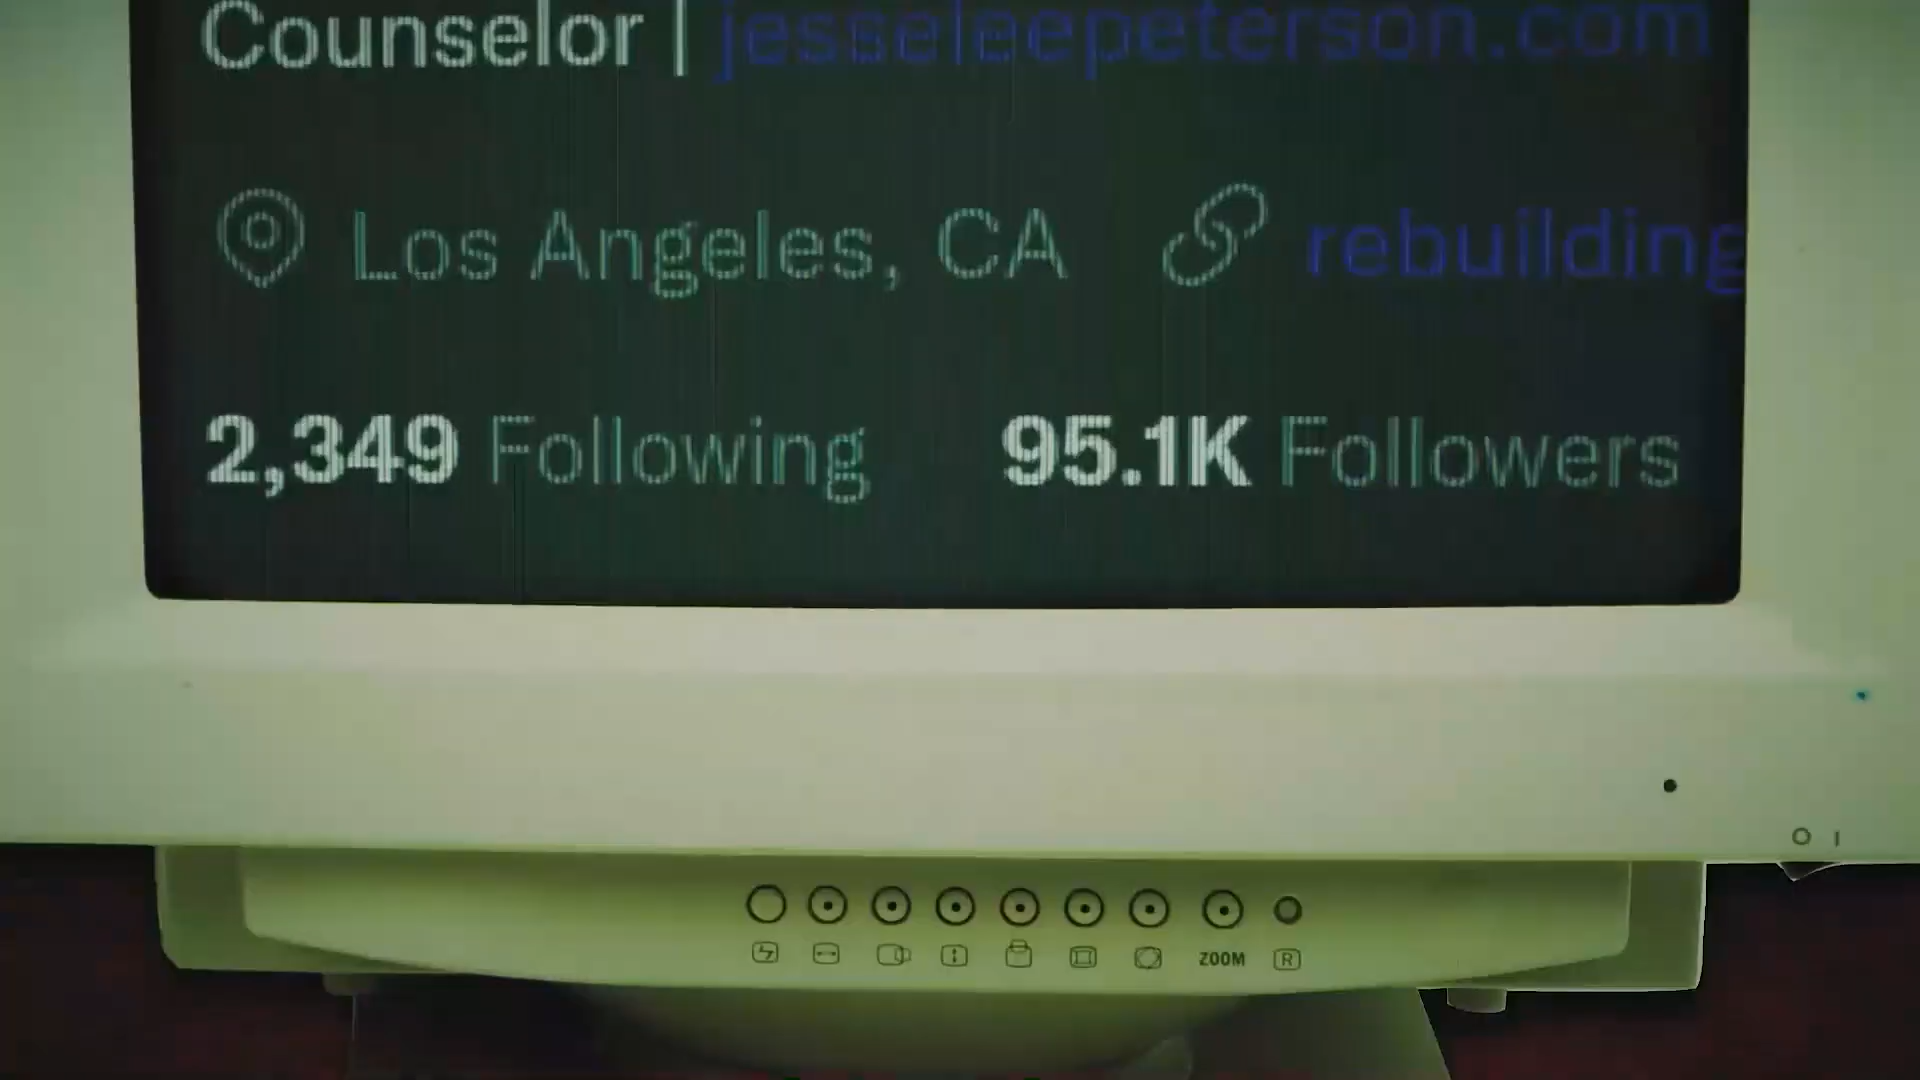 Counselor | jesseleepeterson.com
Los Angeles, CA rebuilding
2,349 Following 95.1K Followers
O I
ZOOM R